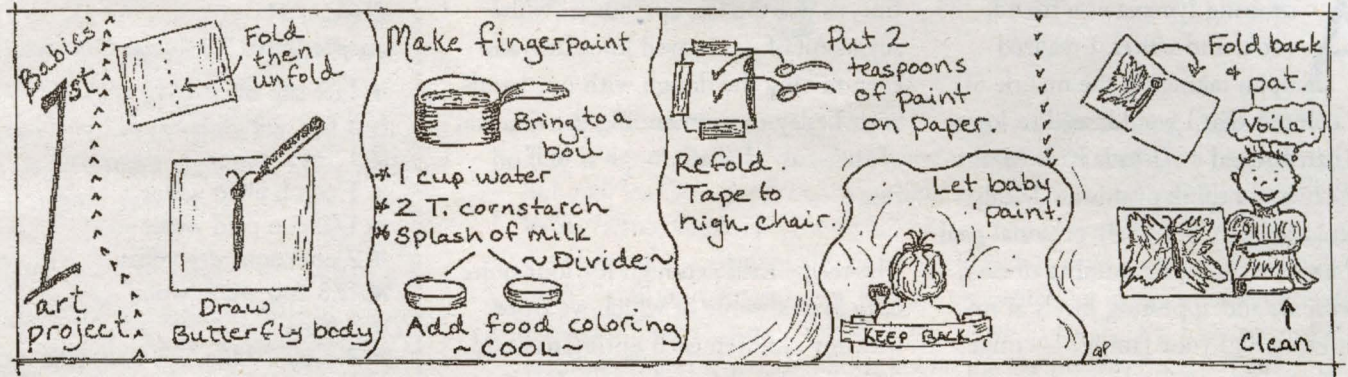 Babies'
1st
art
project.
Fold
then
unfold
Draw
Butterfly body
Make fingerpaint
Bring to a
boil
* 1 cup water
* 2 T. cornstarch
* Splash of milk
~Divide~
Add food coloring
~COOL~
Put 2
teaspoons
of paint
on paper.
Refold.
Tape to
high chair.
Let baby
'paint'.
KEEP BACK
Fold back
& pat
Voila!
Clean